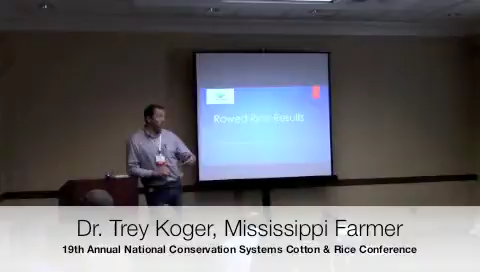 Rowed Rice Results
Dr. Trey Koger, Mississippi Farmer
19th Annual National Conservation Systems Cotton & Rice Conference